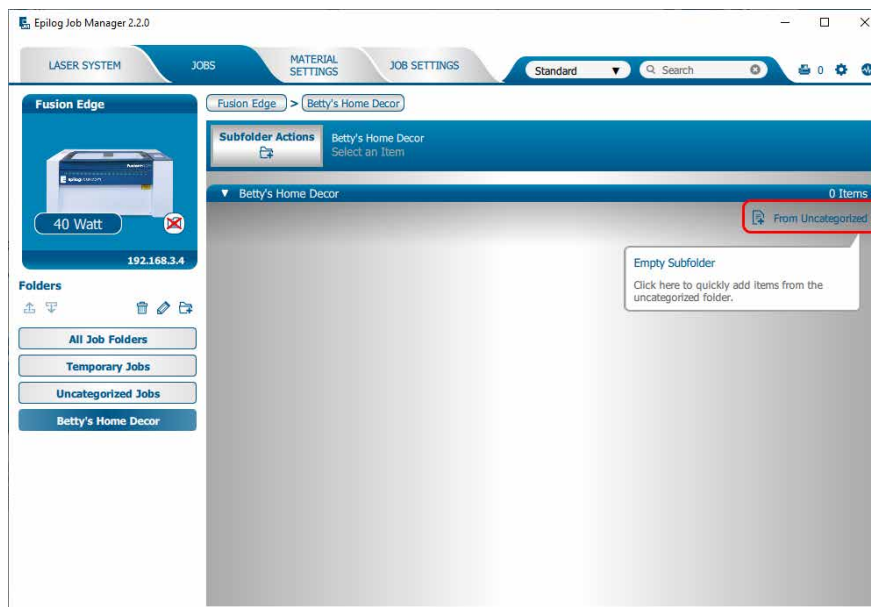 Epilog Job Manager 2.2.0
LASER SYSTEM
JOBS
MATERIAL
SETTINGS
JOB SETTINGS
Standard
Search
0
Fusion Edge
40 Watt
192.168.3.4
Folders
All Job Folders
Temporary Jobs
Uncategorized Jobs
Betty's Home Decor
Fusion Edge > Betty's Home Decor
Subfolder Actions
Betty's Home Decor
Select an Item
Betty's Home Decor
0 Items
From Uncategorized
Empty Subfolder
Click here to quickly add items from the
uncategorized folder.